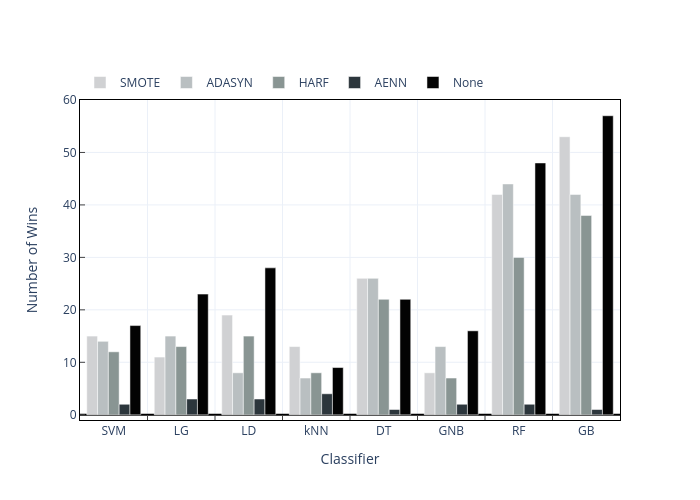 SMOTE ADASYN HARF AENN None
60
50
40
30
20
10
0
Number of Wins
SVM LG LD kNN DT GNB RF GB
Classifier